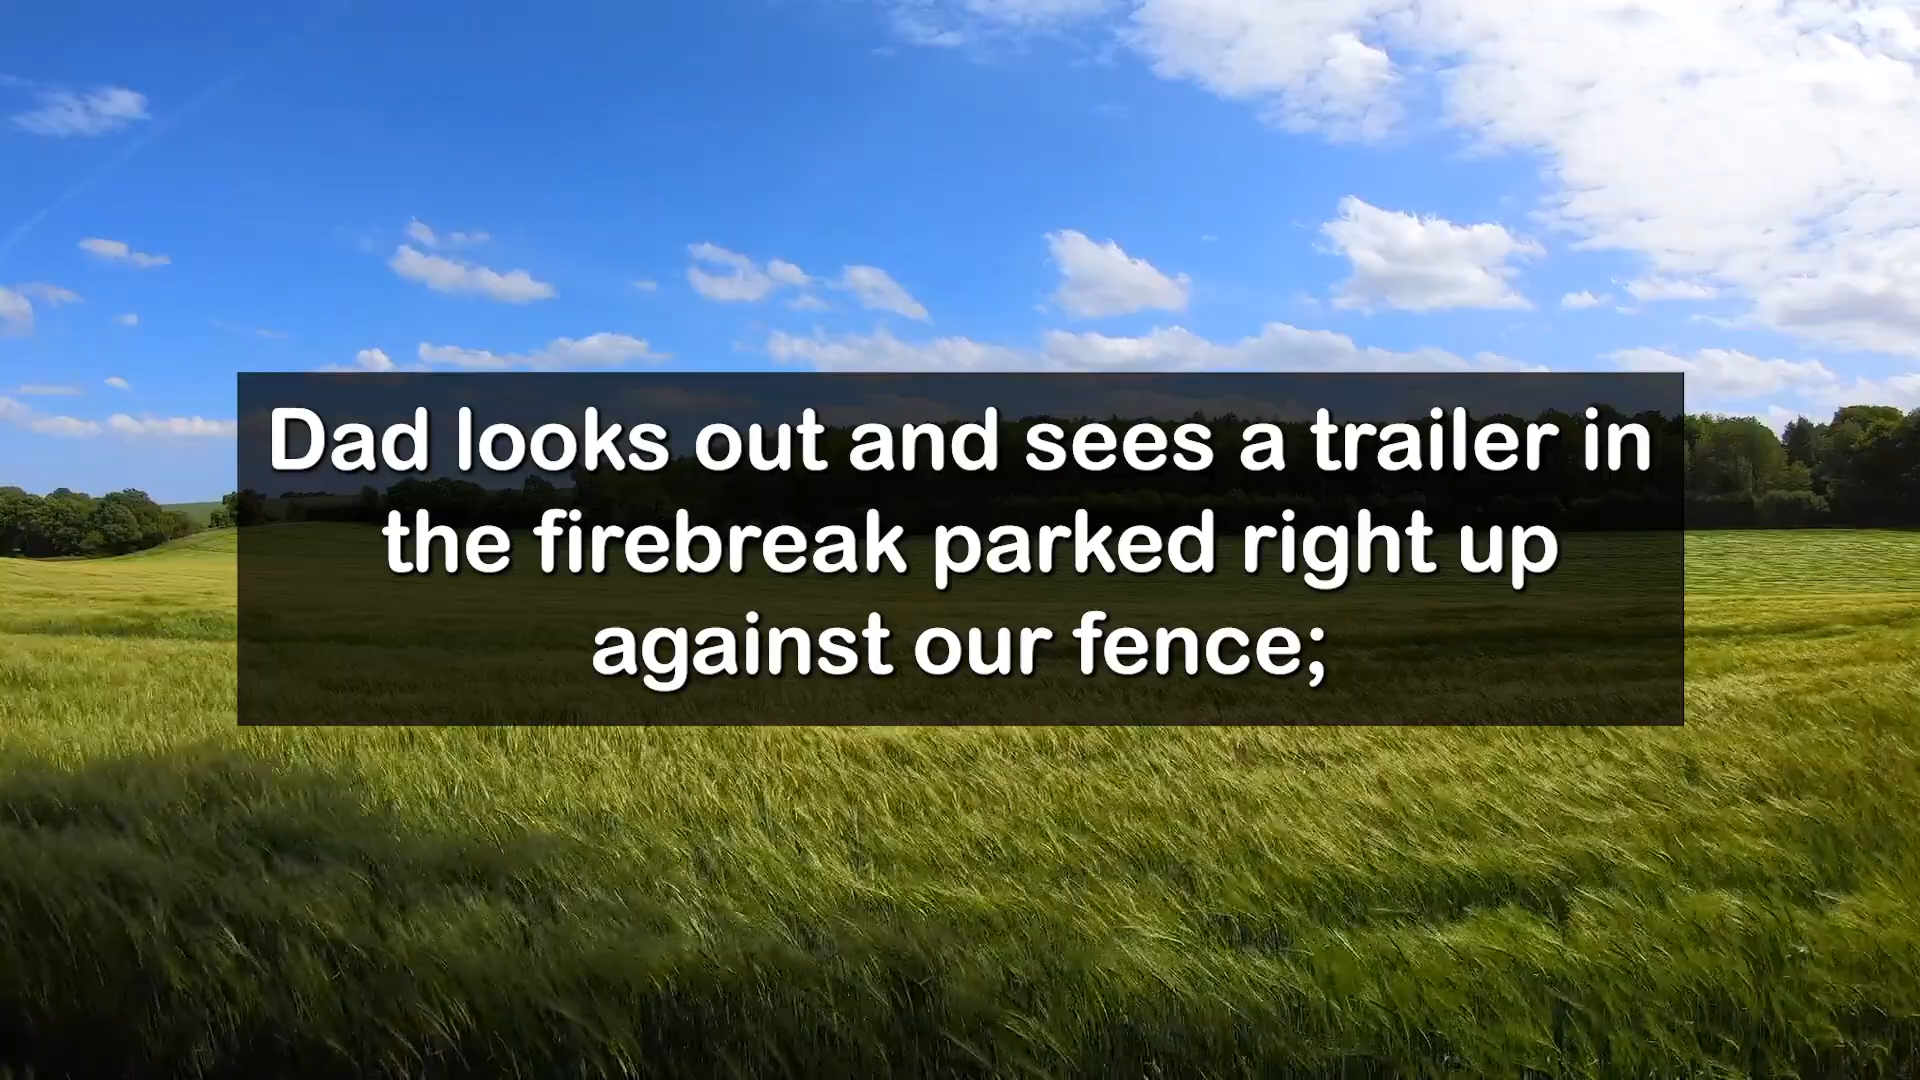 Dad looks out and sees a trailer in
the firebreak parked right up
against our fence;